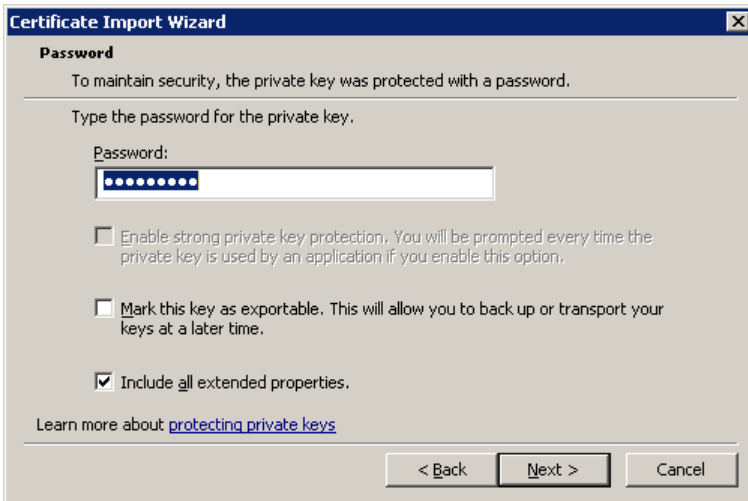 Certificate Import Wizard
Password
To maintain security, the private key was protected with a password.
Type the password for the private key.
Password:
●●●●●●●●●
Enable strong private key protection. You will be prompted every time the
private key is used by an application if you enable this option.
Mark this key as exportable. This will allow you to back up or transport your
keys at a later time.
Include all extended properties.
Learn more about protecting private keys
< Back Next > Cancel